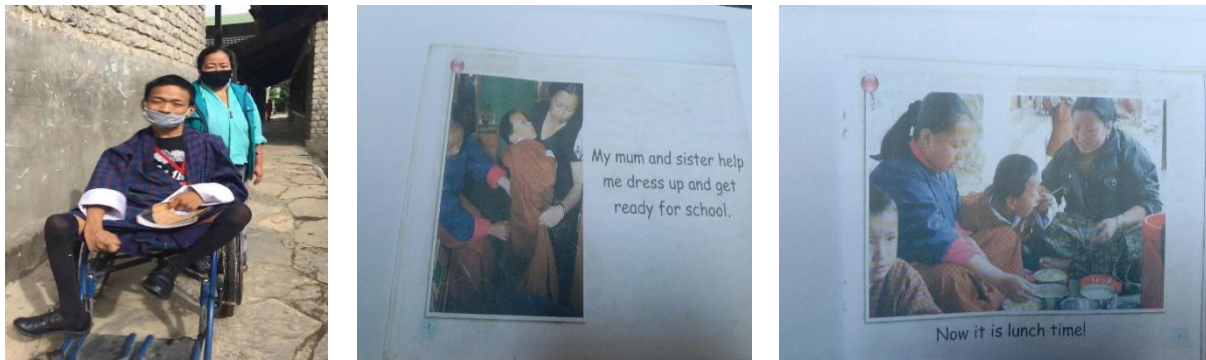 My mum and sister help
me dress up and get
ready for school.
Now it is lunch time!